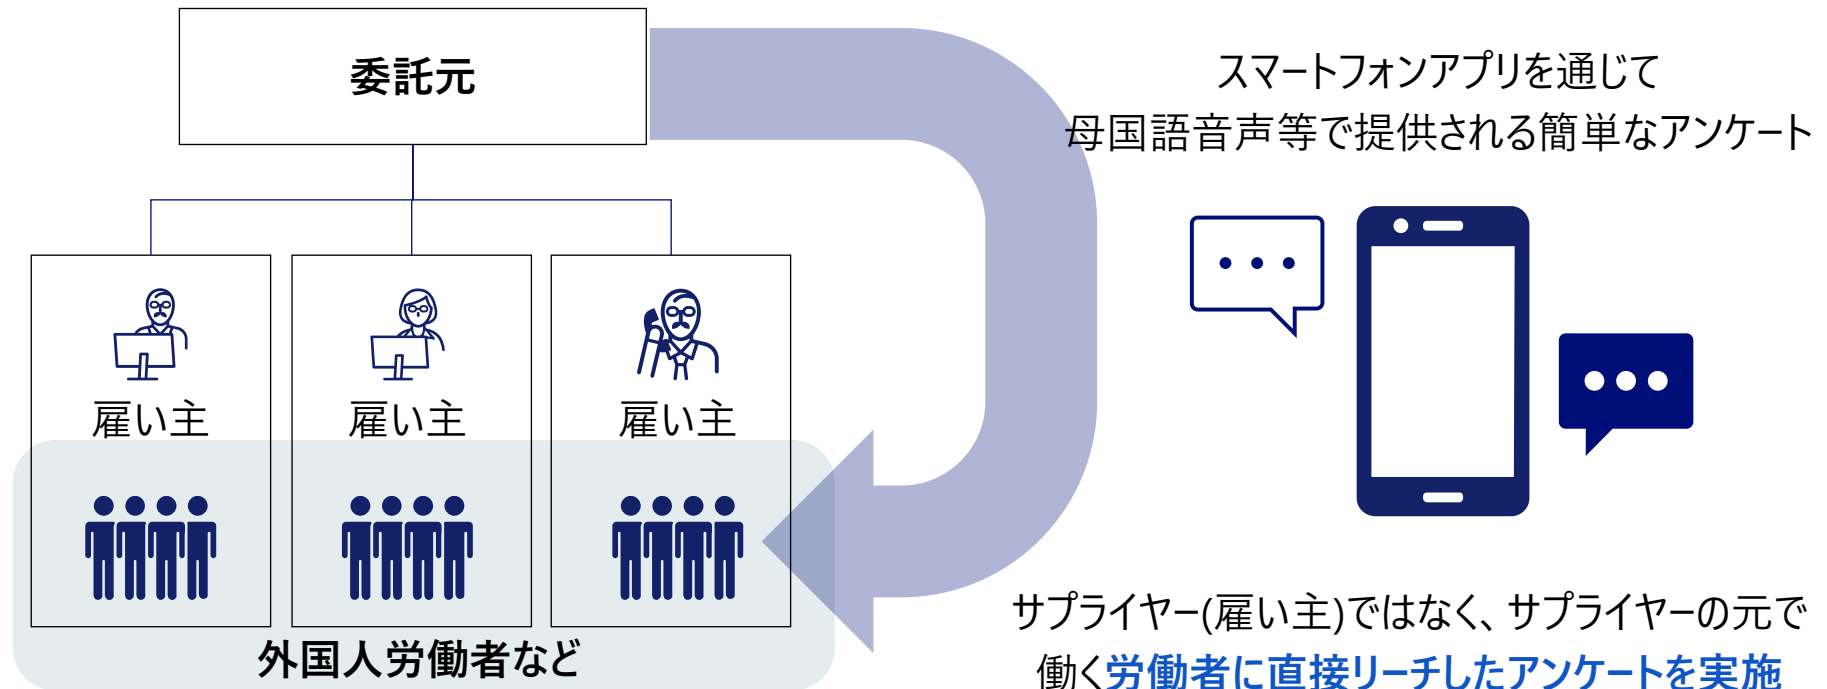 委託元
スマートフォンアプリを通じて
母国語音声等で提供される簡単なアンケート
雇い主
雇い主
雇い主
外国人労働者など
サプライヤー(雇い主)ではなく、サプライヤーの元で
働く労働者に直接リーチしたアンケートを実施